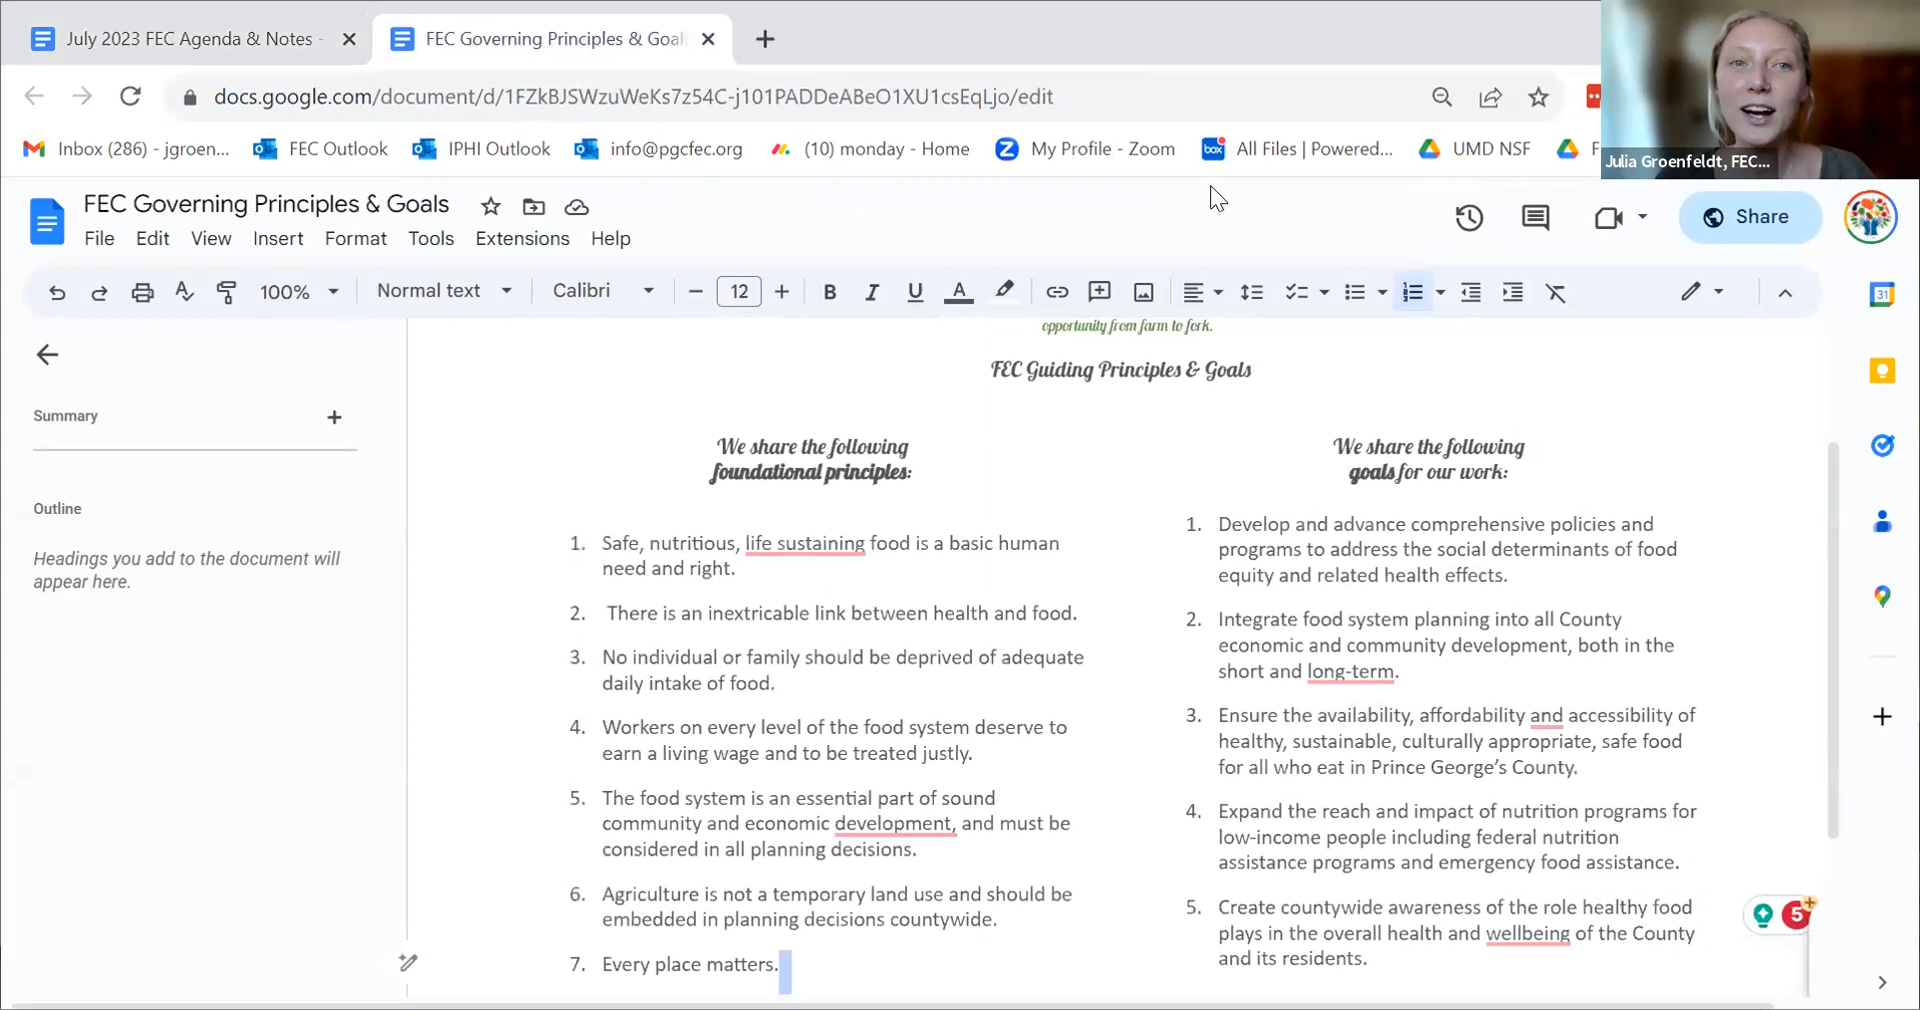 July 2023 FEC Agenda & Notes -
FEC Governing Principles & Goal
docs.google.com/document/d/1FZkBJSWzuWeKs7z54C-j101PADDeABeO1XU1csEqLjo/edit
Inbox (286) - jgroen...
FEC Outlook
IPHI Outlook
info@pgcfec.org
(10) monday - Home
My Profile - Zoom
box
All Files | Powered...
UMD NSF
F
Julia Groenfeldt, FEC...
FEC Governing Principles & Goals
File Edit View Insert Format Tools Extensions Help
Share
100%
Normal text
Calibri
12
B I U A
31
Summary
Outline
Headings you add to the document will
appear here.
opportunity from farm to fork.
FEC Guiding Principles & Goals
We share the following
foundational principles:
1. Safe, nutritious, life sustaining food is a basic human
need and right.
2. There is an inextricable link between health and food.
3. No individual or family should be deprived of adequate
daily intake of food.
4. Workers on every level of the food system deserve to
earn a living wage and to be treated justly.
5. The food system is an essential part of sound
community and economic development, and must be
considered in all planning decisions.
6. Agriculture is not a temporary land use and should be
embedded in planning decisions countywide.
7. Every place matters.
We share the following
goals for our work:
1. Develop and advance comprehensive policies and
programs to address the social determinants of food
equity and related health effects.
2. Integrate food system planning into all County
economic and community development, both in the
short and long-term.
3. Ensure the availability, affordability and accessibility of
healthy, sustainable, culturally appropriate, safe food
for all who eat in Prince George's County.
4. Expand the reach and impact of nutrition programs for
low-income people including federal nutrition
assistance programs and emergency food assistance.
5. Create countywide awareness of the role healthy food
plays in the overall health and wellbeing of the County
and its residents.
5